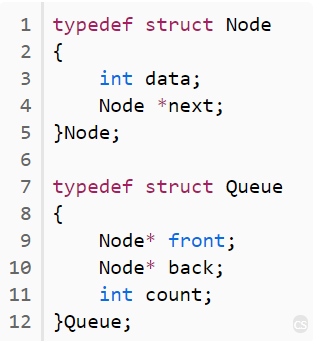 1 typedef struct Node
2 {
3     int data;
4     Node *next;
5 }Node;
6
7 typedef struct Queue
8 {
9     Node* front;
10     Node* back;
11     int count;
12 }Queue;
CS